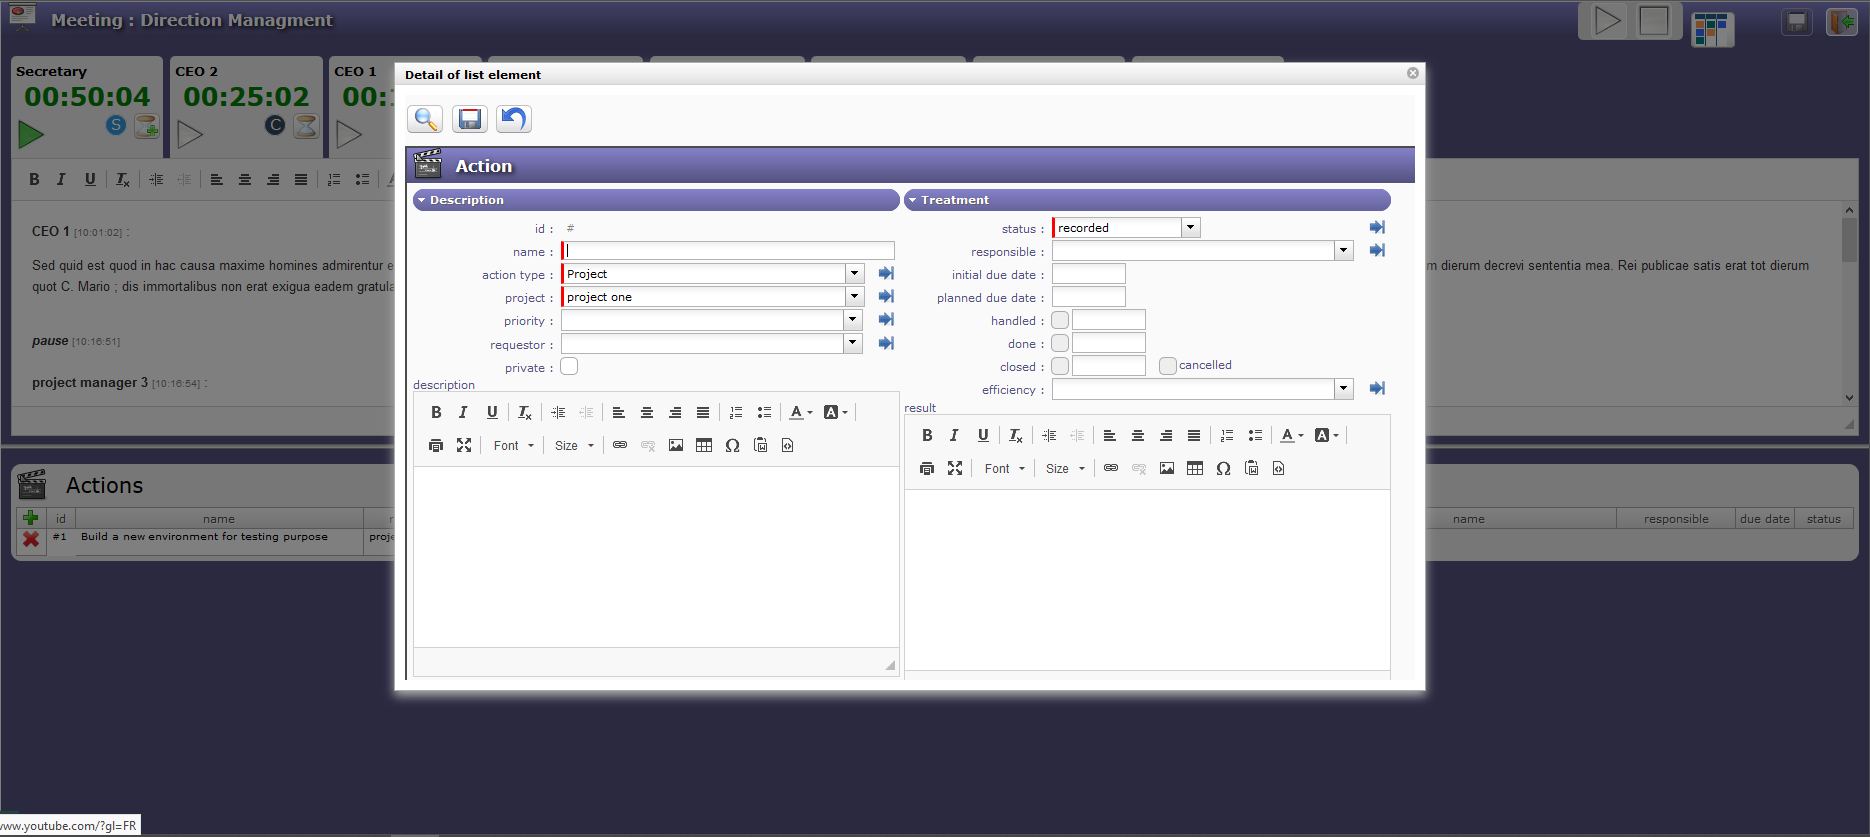 Meeting : Direction Managment
Secretary
00:50:04
S
CEO 2
00:25:02
C
CEO 1
Detail of list element
Action
Description
id : #
name :
action type : Project
project : project one
priority :
requestor :
private :
description
B I U Tx A A
Font Size Ω
Treatment
status : recorded
responsible :
initial due date :
planned due date :
handled :
done :
closed : cancelled
efficiency :
result
B I U Tx A A
Font Size Ω
B I U Tx
CEO 1 [10:01:02] :
Sed quid est quod in hac causa maxime homines admirentur
m dierum decrevi sententia mea. Rei publicae satis erat tot dierum
quot C. Mario ; dis immortalibus non erat exigua eadem
pause [10:16:51]
project manager 3 [10:16:54] :
Actions
id name
name responsible due date status
#1 Build a new environment for testing purpose proj
www.youtube.com/?gl=FR